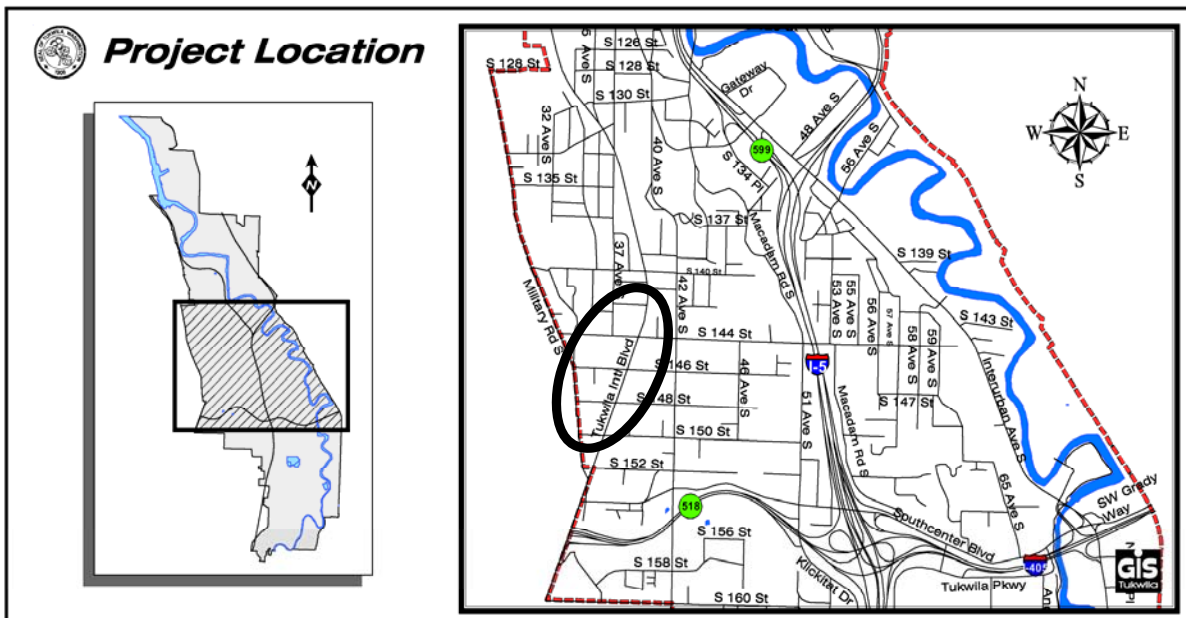 Project Location
SEAL OF TUKWILA, WASHINGTON
1908
N
N
W
E
S
S 126 St
S 128 St
S 128 St
S 130 St
Gateway
Dr
32 Ave S
40 Ave S
48 Ave S
56 Ave S
599
S 134 Pl
S 135 St
S 137 St
Macadam Rd S
S 139 St
37 Ave S
S 140 St
42 Ave S
Military Rd S
53 Ave S
55 Ave S
56 Ave S
57 Ave S
58 Ave S
59 Ave S
S 143 St
S 144 St
Tukwila Intl Blvd
S 146 St
46 Ave S
I-5
Interurban Ave S
S 147 St
S 148 St
51 Ave S
Macadam Rd S
S 150 St
S 152 St
65 Ave S
SW Grady
Way
518
Southcenter Blvd
S 156 St
S 158 St
Klickitat Dr
I-405
Tukwila Pkwy
S 160 St
GIS
Tukwila